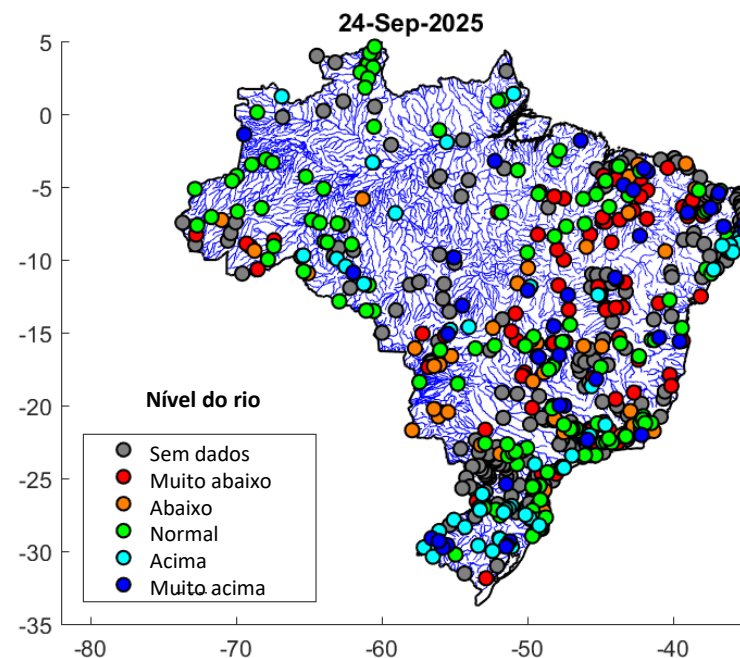 24-Sep-2025
5
0
-5
-10
-15
-20
-25
-30
-35
Nível do rio
Sem dados
Muito abaixo
Abaixo
Normal
Acima
Muito acima
-80 -70 -60 -50 -40